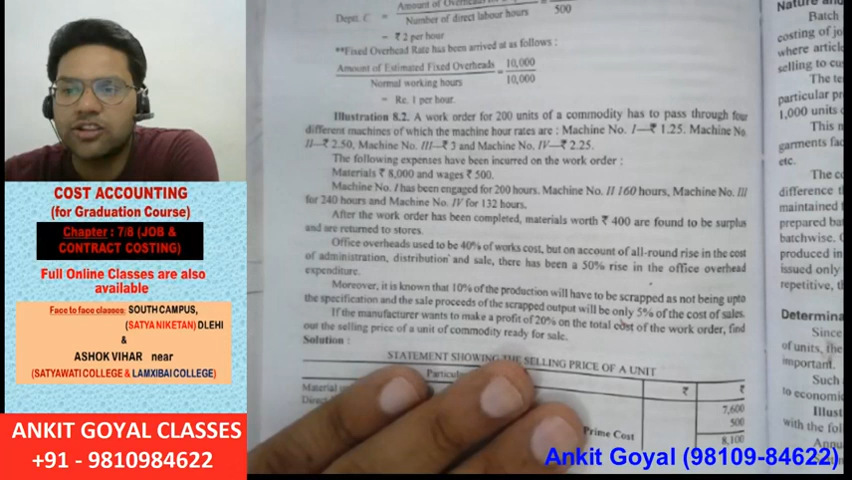 Deptt. C = Amount of Overheads
Number of direct labour hours
500
= ₹ 2 per hour
**Fixed Overhead Rate has been arrived at as follows :
Amount of Estimated Fixed Overheads = 10,000
Normal working hours 10,000
= Re. 1 per hour.
Illustration 8.2. A work order for 200 units of a commodity has to pass through four
different machines of which the machine hour rates are : Machine No. I—₹ 1.25. Machine No
II—₹ 2.50, Machine No. III—₹ 3 and Machine No. IV—₹ 2.25.
The following expenses have been incurred on the work order :
Materials ₹ 8,000 and wages ₹ 500.
Machine No. I has been engaged for 200 hours. Machine No. II 160 hours, Machine No. III
for 240 hours and Machine No. IV for 132 hours.
After the work order has been completed, materials worth ₹ 400 are found to be surplus
and are returned to stores.
Office overheads used to be 40% of works cost, but on account of all-round rise in the cost
of administration, distribution and sale, there has been a 50% rise in the office overhead
expenditure.
Moreover, it is known that 10% of the production will have to be scrapped as not being upto
the specification and the sale proceeds of the scrapped output will be only 5% of the cost of sales.
If the manufacturer wants to make a profit of 20% on the total cost of the work order, find
out the selling price of a unit of commodity ready for sale.
Solution :
STATEMENT SHOWING THE SELLING PRICE OF A UNIT
₹ ₹
Material
7,600
500
Prime Cost 8,100
Nature and
Batch
costing of jo
where article
selling to cu
The te
particular pr
1,000 units
This m
garments fac
etc.
The co
difference th
maintained
prepared bat
batchwise.
produced in
issued only
repetitive, t
Determina
Since
of units, the
important.
Such
to economic
Illust
with the foll
Annu
COST ACCOUNTING
(for Graduation Course)
Chapter : 7/8 (JOB &
CONTRACT COSTING)
Full Online Classes are also
available
Face to face classes: SOUTH CAMPUS,
(SATYA NIKETAN) DLEHI
&
ASHOK VIHAR near
(SATYAWATI COLLEGE & LAMXIBAI COLLEGE)
ANKIT GOYAL CLASSES
+91 - 9810984622
Ankit Goyal (98109-84622)